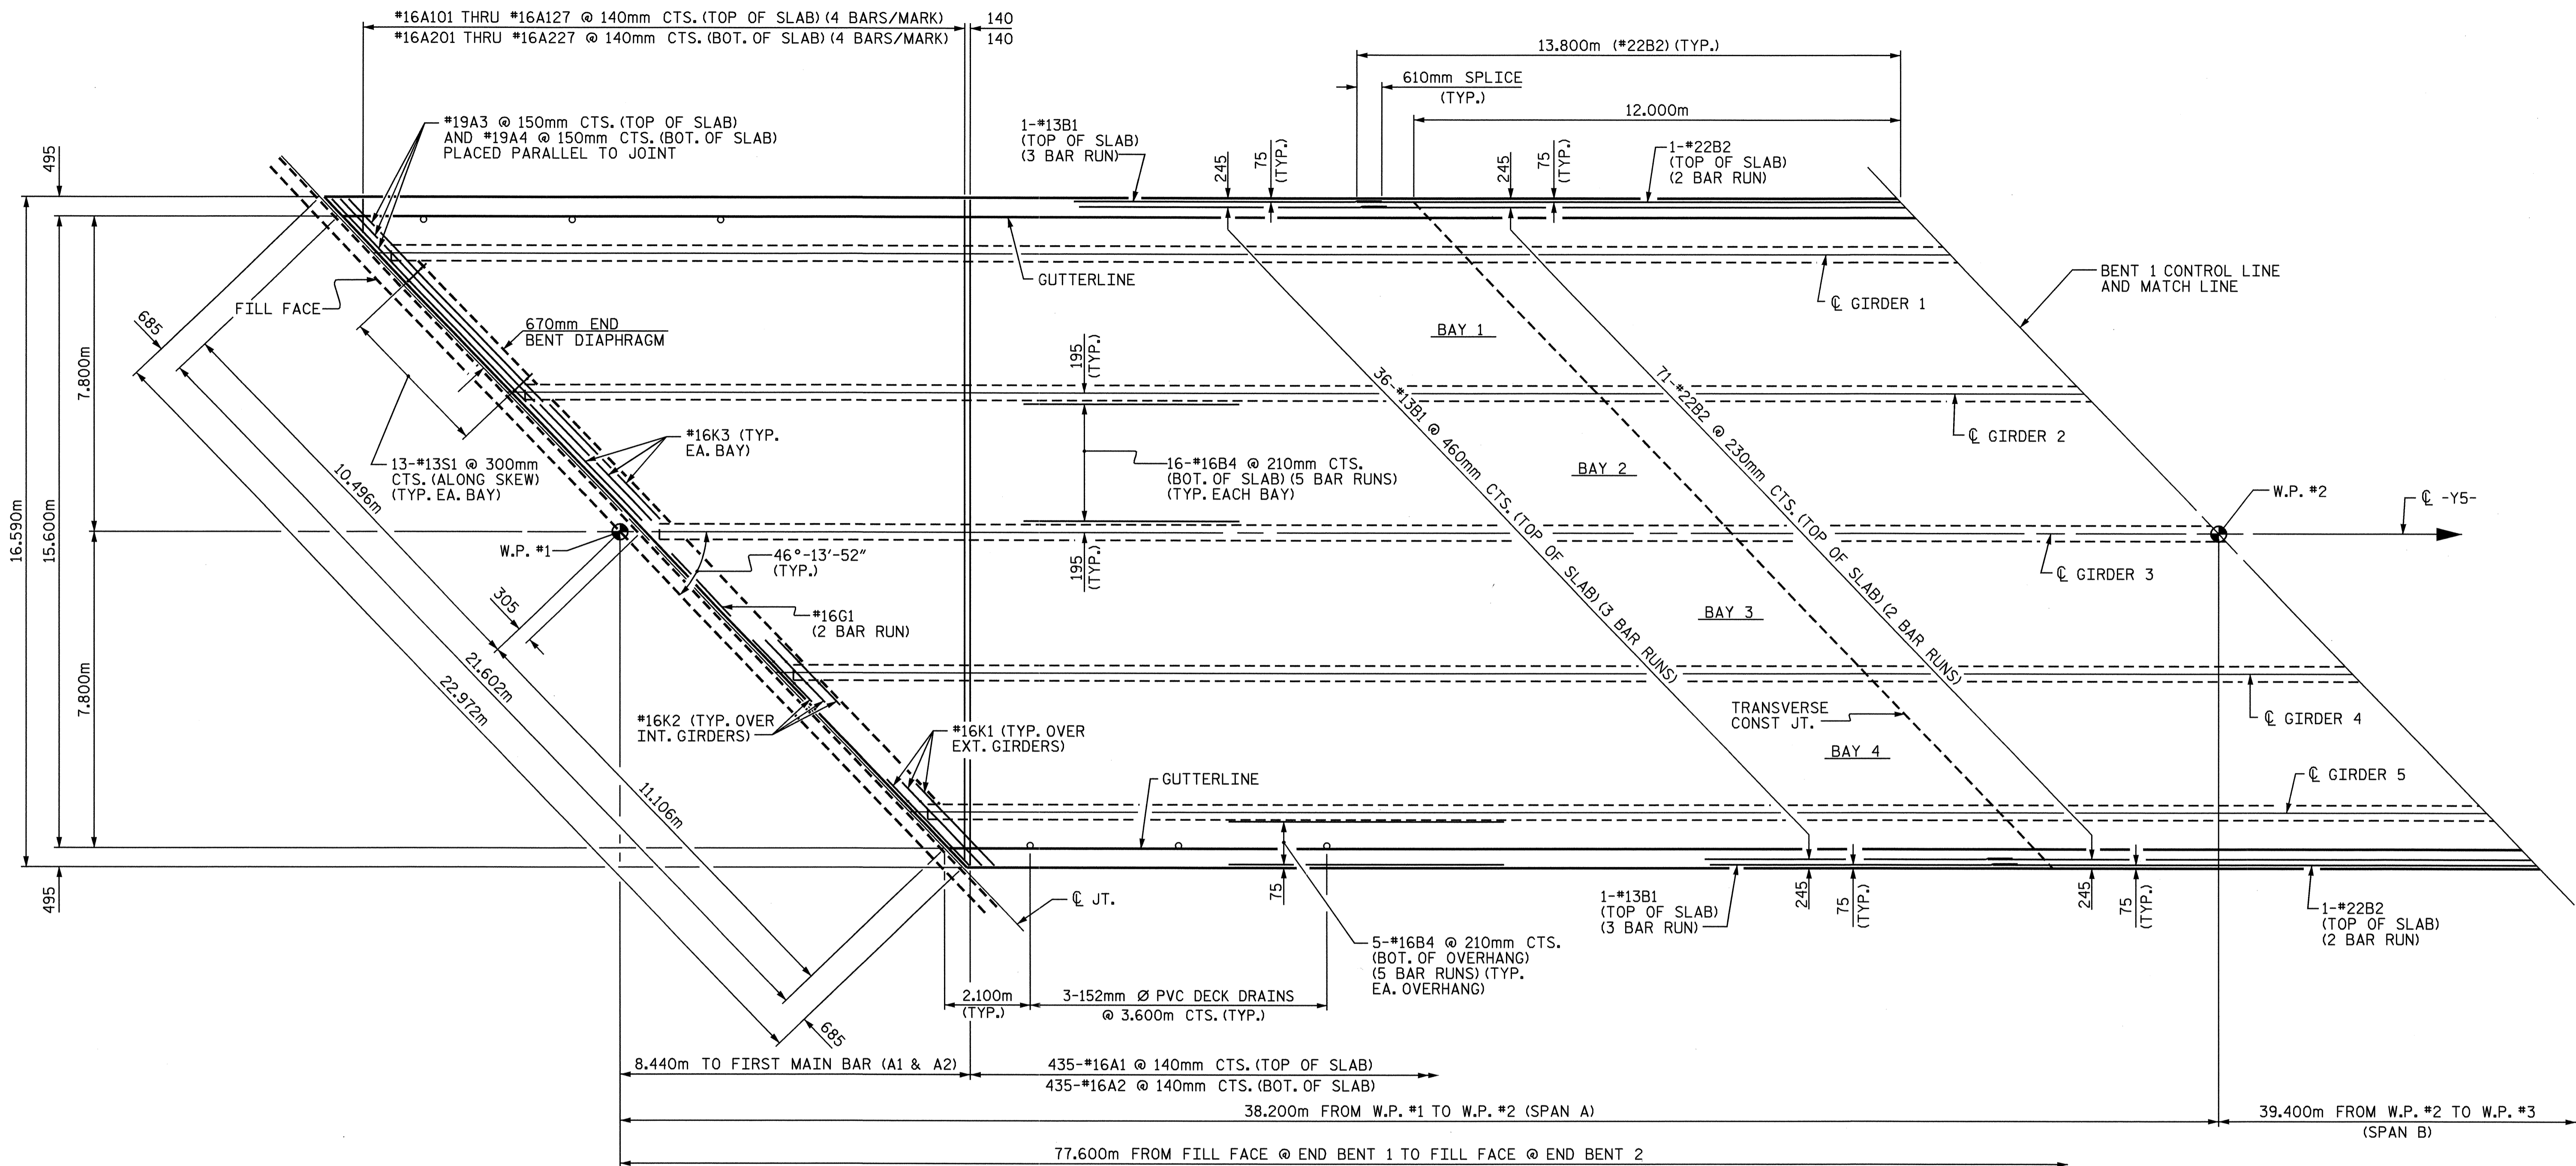 #16A101 THRU #16A127 @ 140mm CTS. (TOP OF SLAB) (4 BARS/MARK)
140
#16A201 THRU #16A227 @ 140mm CTS. (BOT. OF SLAB) (4 BARS/MARK)
140
13.800m (#22B2) (TYP.)
610mm SPLICE
(TYP.)
12.000m
#19A3 @ 150mm CTS. (TOP OF SLAB)
AND #19A4 @ 150mm CTS. (BOT. OF SLAB)
PLACED PARALLEL TO JOINT
1-#13B1
(TOP OF SLAB)
(3 BAR RUN)
245
75
(TYP.)
245
75
(TYP.)
1-#22B2
(TOP OF SLAB)
(2 BAR RUN)
495
16.590m
15.600m
7.800m
7.800m
495
FILL FACE
685
670mm END
BENT DIAPHRAGM
GUTTERLINE
BENT 1 CONTROL LINE
AND MATCH LINE
℄ GIRDER 1
BAY 1
195
(TYP.)
36-#13B1 @ 460mm CTS. (TOP OF SLAB) (3 BAR RUNS)
71-#22B2 @ 230mm CTS. (TOP OF SLAB) (2 BAR RUNS)
℄ GIRDER 2
#16K3 (TYP.
EA. BAY)
13-#13S1 @ 300mm
CTS. (ALONG SKEW)
(TYP. EA. BAY)
16-#16B4 @ 210mm CTS.
(BOT. OF SLAB) (5 BAR RUNS)
(TYP. EACH BAY)
BAY 2
10.496m
W.P. #2
℄ -Y5-
W.P. #1
46°-13'-52"
(TYP.)
195
(TYP.)
℄ GIRDER 3
305
#16G1
(2 BAR RUN)
BAY 3
21.602m
22.972m
11.106m
#16K2 (TYP. OVER
INT. GIRDERS)
#16K1 (TYP. OVER
EXT. GIRDERS)
TRANSVERSE
CONST JT.
℄ GIRDER 4
BAY 4
GUTTERLINE
℄ GIRDER 5
75
℄ JT.
1-#13B1
(TOP OF SLAB)
(3 BAR RUN)
245
75
(TYP.)
245
75
(TYP.)
1-#22B2
(TOP OF SLAB)
(2 BAR RUN)
5-#16B4 @ 210mm CTS.
(BOT. OF OVERHANG)
(5 BAR RUNS) (TYP.
EA. OVERHANG)
685
2.100m
(TYP.)
3-152mm Ø PVC DECK DRAINS
@ 3.600m CTS. (TYP.)
8.440m TO FIRST MAIN BAR (A1 & A2)
435-#16A1 @ 140mm CTS. (TOP OF SLAB)
435-#16A2 @ 140mm CTS. (BOT. OF SLAB)
38.200m FROM W.P. #1 TO W.P. #2 (SPAN A)
39.400m FROM W.P. #2 TO W.P. #3
(SPAN B)
77.600m FROM FILL FACE @ END BENT 1 TO FILL FACE @ END BENT 2